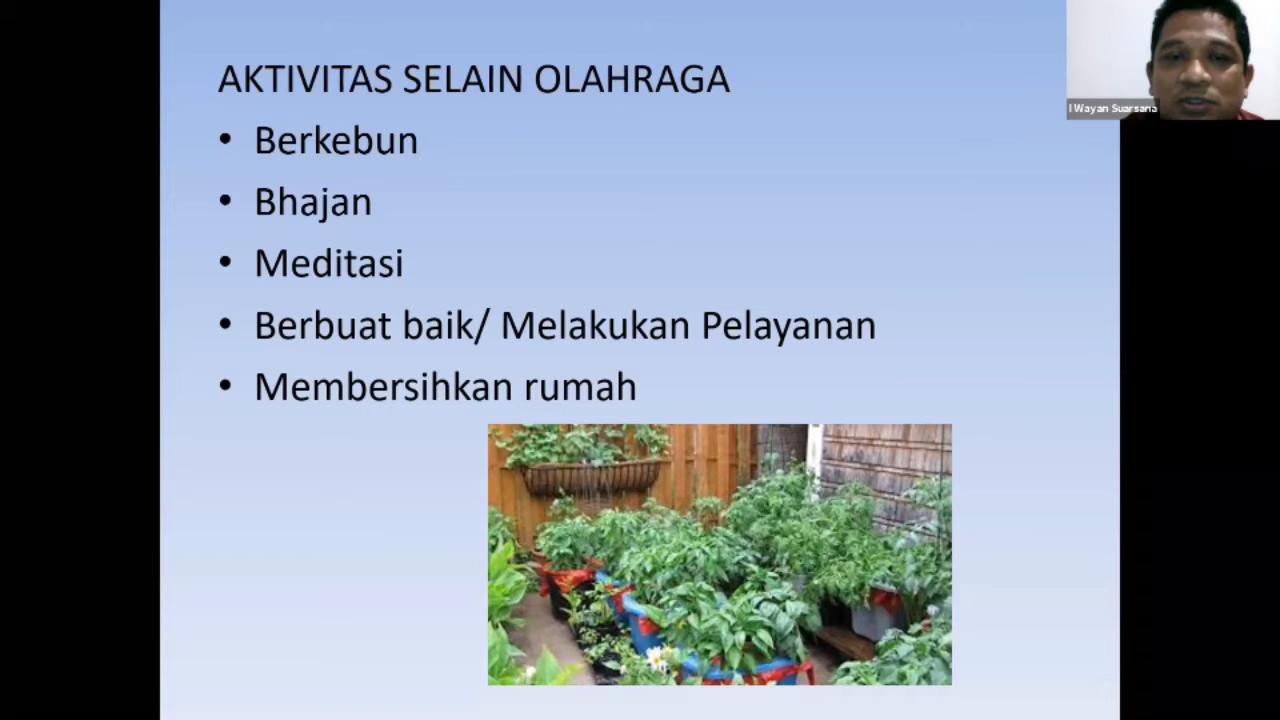 AKTIVITAS SELAIN OLAHRAGA
• Berkebun
• Bhajan
• Meditasi
• Berbuat baik/ Melakukan Pelayanan
• Membersihkan rumah
I Wayan Suarsana